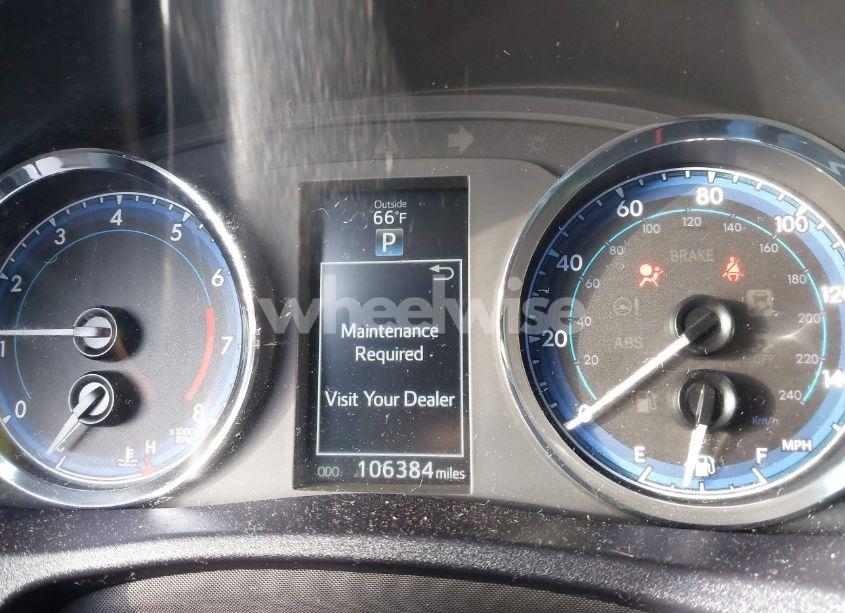 Outside
66°F
P
Maintenance
Required
Visit Your Dealer
ODO 106384 miles
wheelwise
0
1
2
3
4
5
6
7
8
x1000
RPM
H
0
20
40
60
80
100
120
140
MPH
20
40
60
80
100
120
140
160
180
200
220
240
Km/h
BRAKE
ABS
OFF
E
F